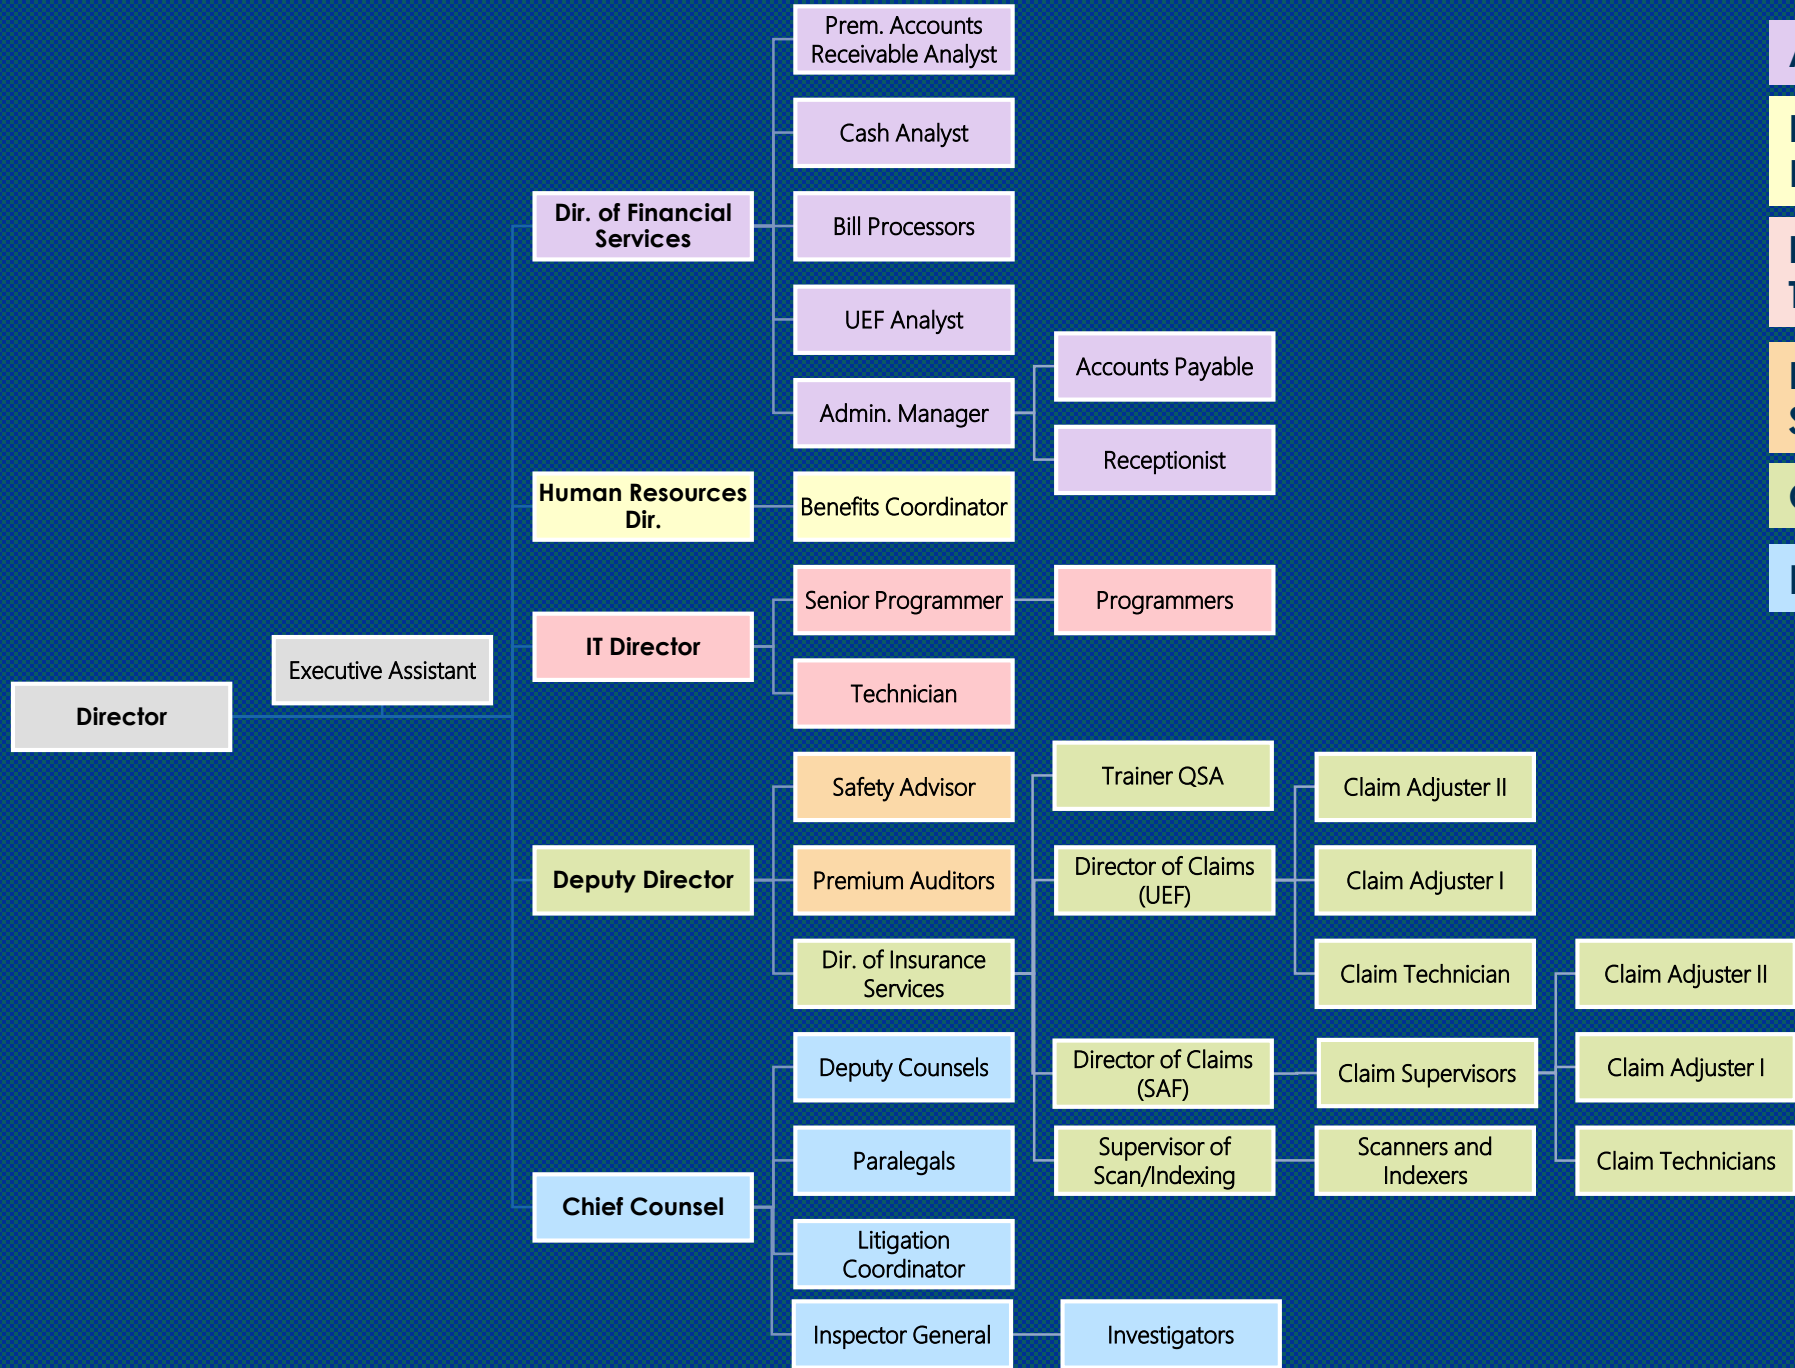 Prem. Accounts
Receivable Analyst
Cash Analyst
Dir. of Financial
Services
Bill Processors
UEF Analyst
Admin. Manager
Accounts Payable
Receptionist
Human Resources
Dir.
Benefits Coordinator
IT Director
Senior Programmer
Programmers
Technician
Executive Assistant
Director
Deputy Director
Safety Advisor
Premium Auditors
Dir. of Insurance
Services
Trainer QSA
Director of Claims
(UEF)
Claim Adjuster II
Claim Adjuster I
Claim Technician
Director of Claims
(SAF)
Claim Supervisors
Claim Adjuster II
Claim Adjuster I
Claim Technicians
Supervisor of
Scan/Indexing
Scanners and
Indexers
Chief Counsel
Deputy Counsels
Paralegals
Litigation
Coordinator
Inspector General
Investigators